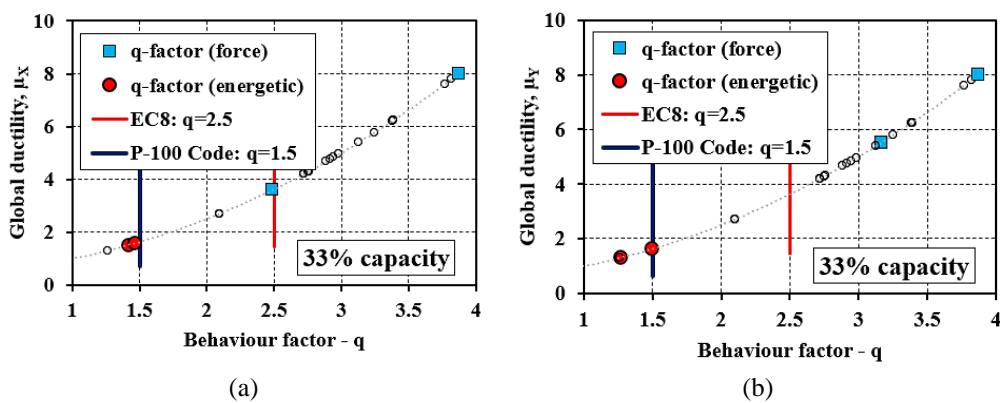 10
8
6
4
2
0
Global ductility, μX
q-factor (force)
q-factor (energetic)
EC8: q=2.5
P-100 Code: q=1.5
33% capacity
1 1.5 2 2.5 3 3.5 4
Behaviour factor - q
(a)
10
8
6
4
2
0
Global ductility, μY
q-factor (force)
q-factor (energetic)
EC8: q=2.5
P-100 Code: q=1.5
33% capacity
1 1.5 2 2.5 3 3.5 4
Behaviour factor - q
(b)